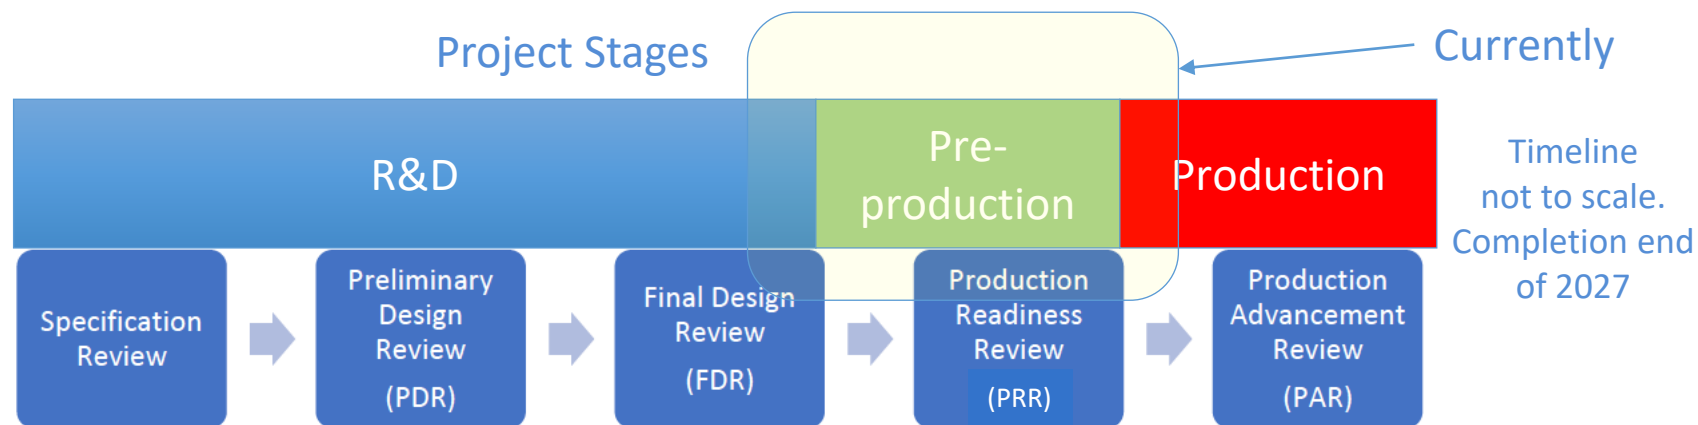 Project Stages
Currently
R&D
Pre-
production
Production
Timeline
not to scale.
Completion end
of 2027
Specification
Review
Preliminary
Design
Review
(PDR)
Final Design
Review
(FDR)
Production
Readiness
Review
(PRR)
Production
Advancement
Review
(PAR)